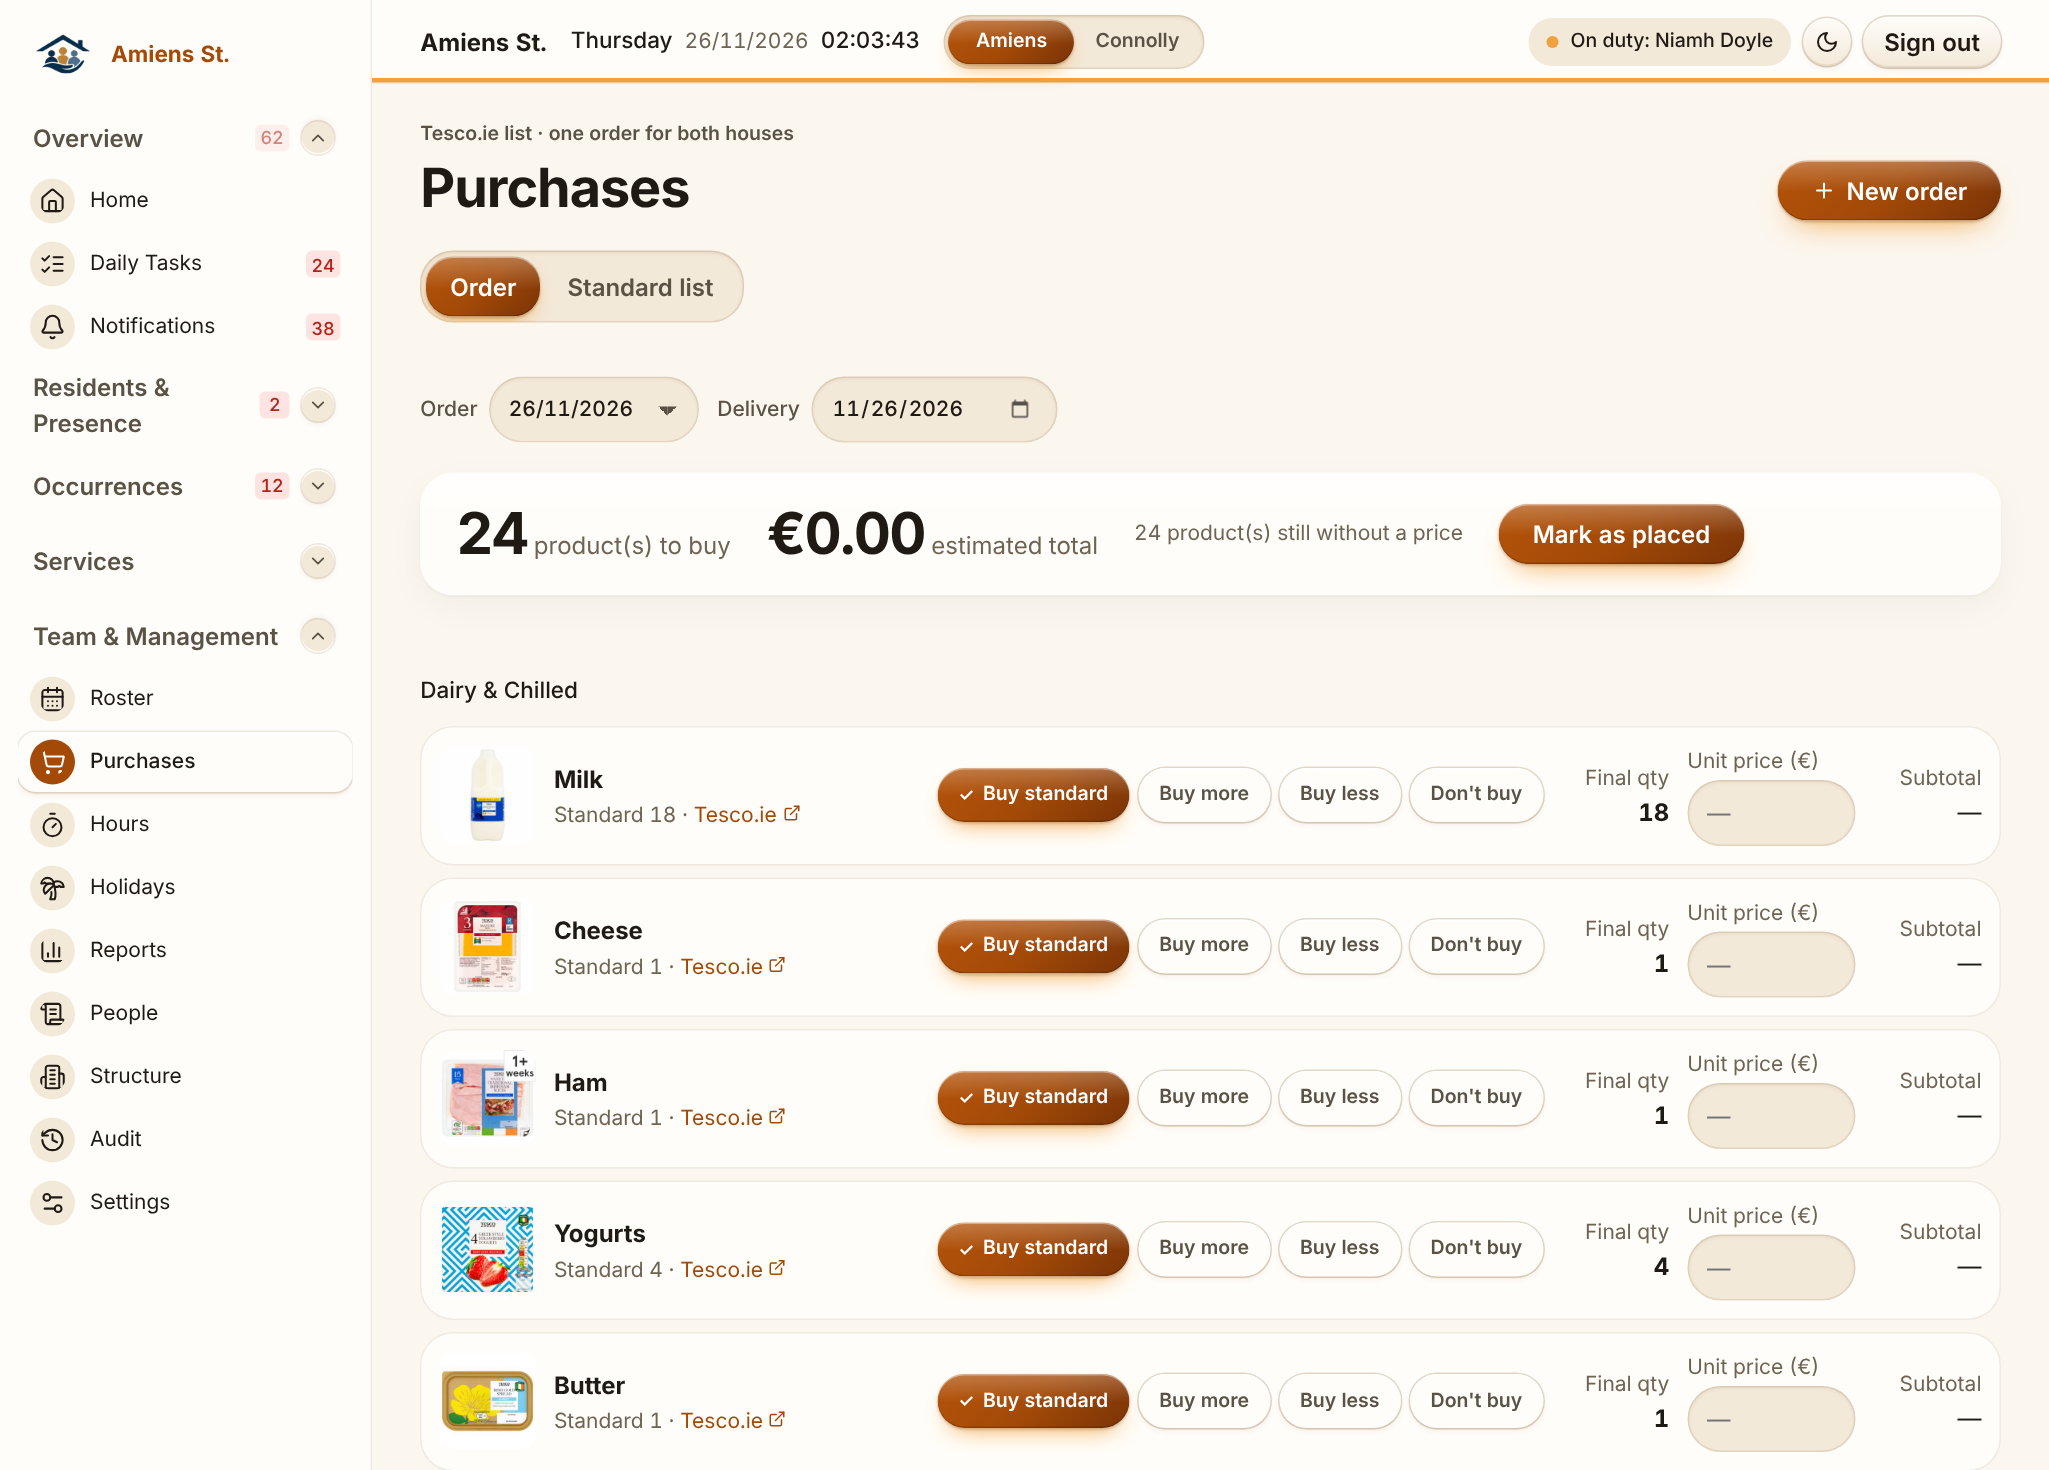 Amiens St.
Overview 62
Home
Daily Tasks 24
Notifications 38
Residents & Presence 2
Occurrences 12
Services
Team & Management
Roster
Purchases
Hours
Holidays
Reports
People
Structure
Audit
Settings
Amiens St. Thursday 26/11/2026 02:03:43 Amiens Connolly On duty: Niamh Doyle Sign out
Tesco.ie list · one order for both houses
Purchases
+ New order
Order Standard list
Order 26/11/2026 Delivery 11/26/2026
24 product(s) to buy €0.00 estimated total 24 product(s) still without a price Mark as placed
Dairy & Chilled
Milk
Standard 18 · Tesco.ie
✓ Buy standard Buy more Buy less Don't buy
Final qty
18
Unit price (€)
—
Subtotal
—
Cheese
Standard 1 · Tesco.ie
✓ Buy standard Buy more Buy less Don't buy
Final qty
1
Unit price (€)
—
Subtotal
—
1+
weeks
Ham
Standard 1 · Tesco.ie
✓ Buy standard Buy more Buy less Don't buy
Final qty
1
Unit price (€)
—
Subtotal
—
Yogurts
Standard 4 · Tesco.ie
✓ Buy standard Buy more Buy less Don't buy
Final qty
4
Unit price (€)
—
Subtotal
—
Butter
Standard 1 · Tesco.ie
✓ Buy standard Buy more Buy less Don't buy
Final qty
1
Unit price (€)
—
Subtotal
—